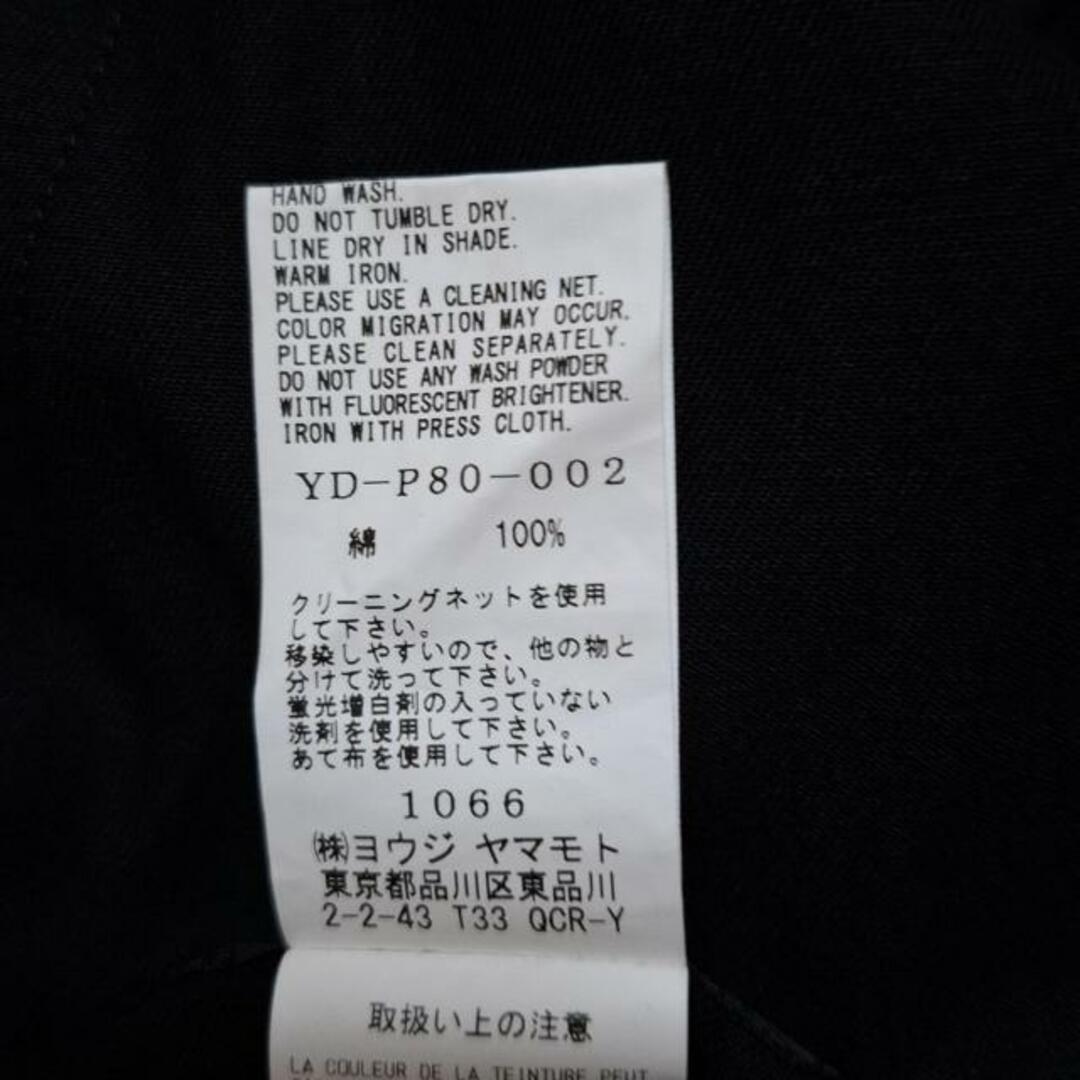 HAND WASH.
DO NOT TUMBLE DRY.
LINE DRY IN SHADE.
WARM IRON.
PLEASE USE A CLEANING NET.
COLOR MIGRATION MAY OCCUR.
PLEASE CLEAN SEPARATELY.
DO NOT USE ANY WASH POWDER
WITH FLUORESCENT BRIGHTENER.
IRON WITH PRESS CLOTH.
YD-P80-002
綿 100%
クリーニングネットを使用
して下さい。
移染しやすいので、他の物と
分けて洗って下さい。
蛍光増白剤の入っていない
洗剤を使用して下さい。
あて布を使用して下さい。
1066
㈱ヨウジ ヤマモト
東京都品川区東品川
2-2-43 T33 QCR-Y
取扱い上の注意
LA COULEUR DE LA TEINTURE PEUT